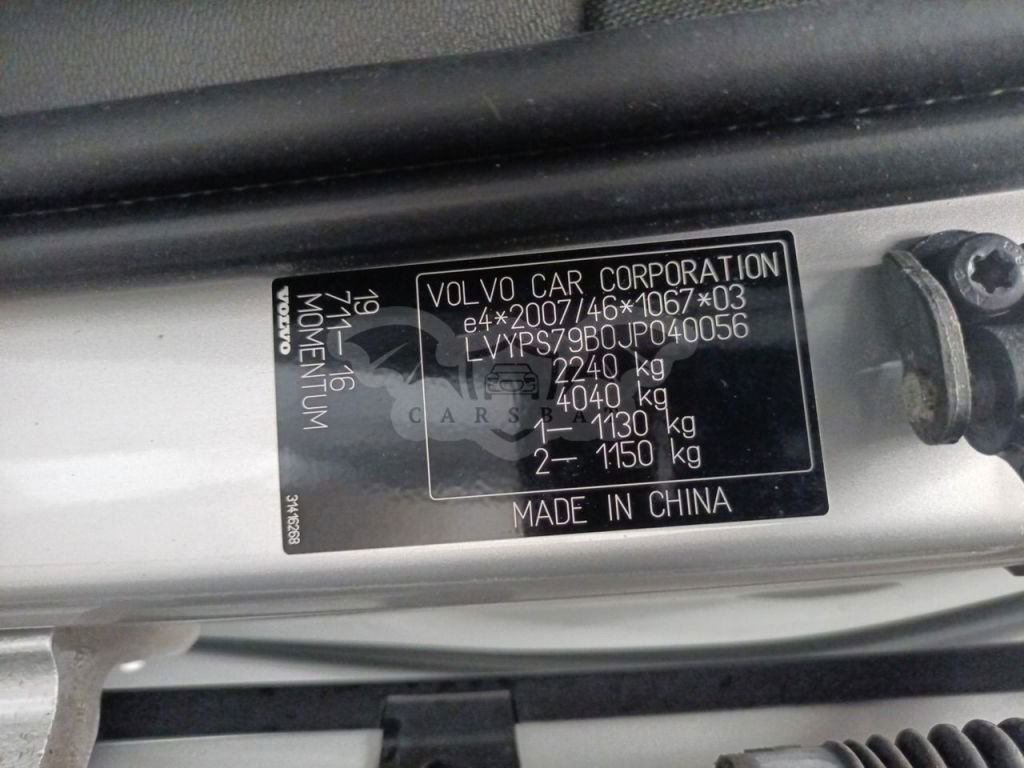 VOLVO
19
711-16
MOMENTUM
31416268
VOLVO CAR CORPORATION
e4*2007/46*1067*03
LVYPS79B0JP040056
2240 kg
4040 kg
1- 1130 kg
2- 1150 kg
MADE IN CHINA